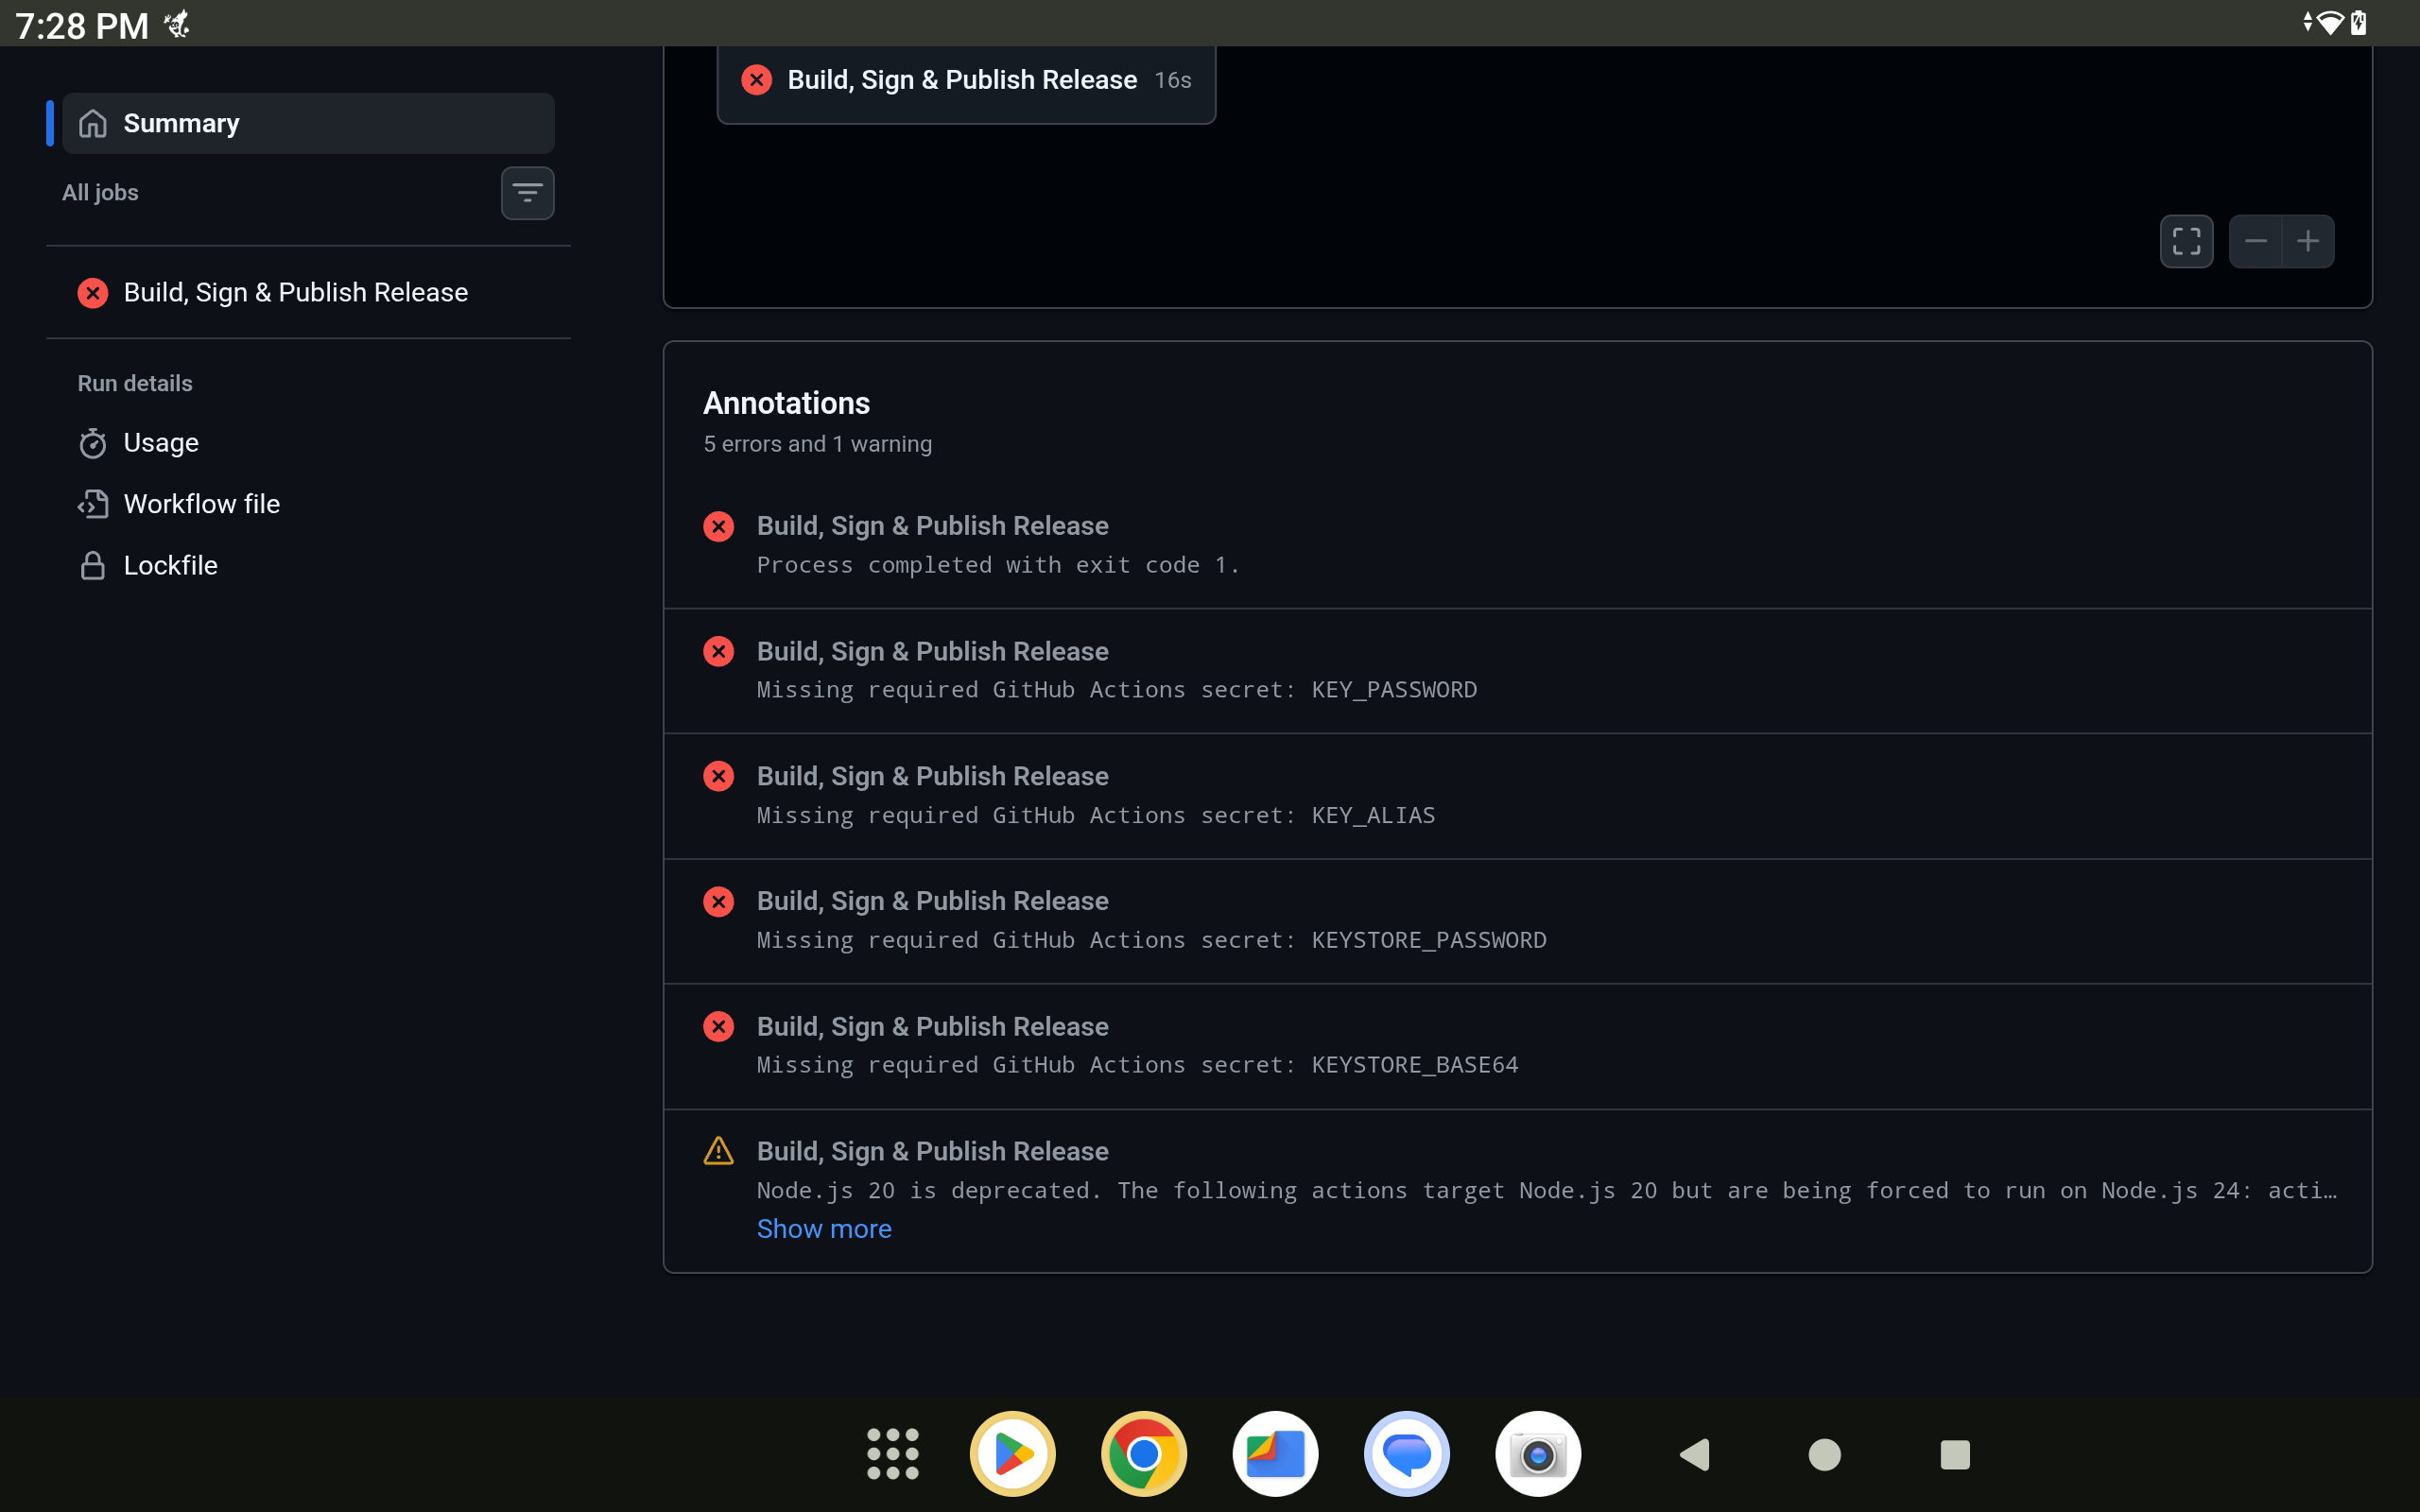 7:28 PM
Summary
All jobs
Build, Sign & Publish Release
Run details
Usage
Workflow file
Lockfile
Build, Sign & Publish Release 16s
Annotations
5 errors and 1 warning
Build, Sign & Publish Release
Process completed with exit code 1.
Build, Sign & Publish Release
Missing required GitHub Actions secret: KEY_PASSWORD
Build, Sign & Publish Release
Missing required GitHub Actions secret: KEY_ALIAS
Build, Sign & Publish Release
Missing required GitHub Actions secret: KEYSTORE_PASSWORD
Build, Sign & Publish Release
Missing required GitHub Actions secret: KEYSTORE_BASE64
Build, Sign & Publish Release
Node.js 20 is deprecated. The following actions target Node.js 20 but are being forced to run on Node.js 24: acti…
Show more